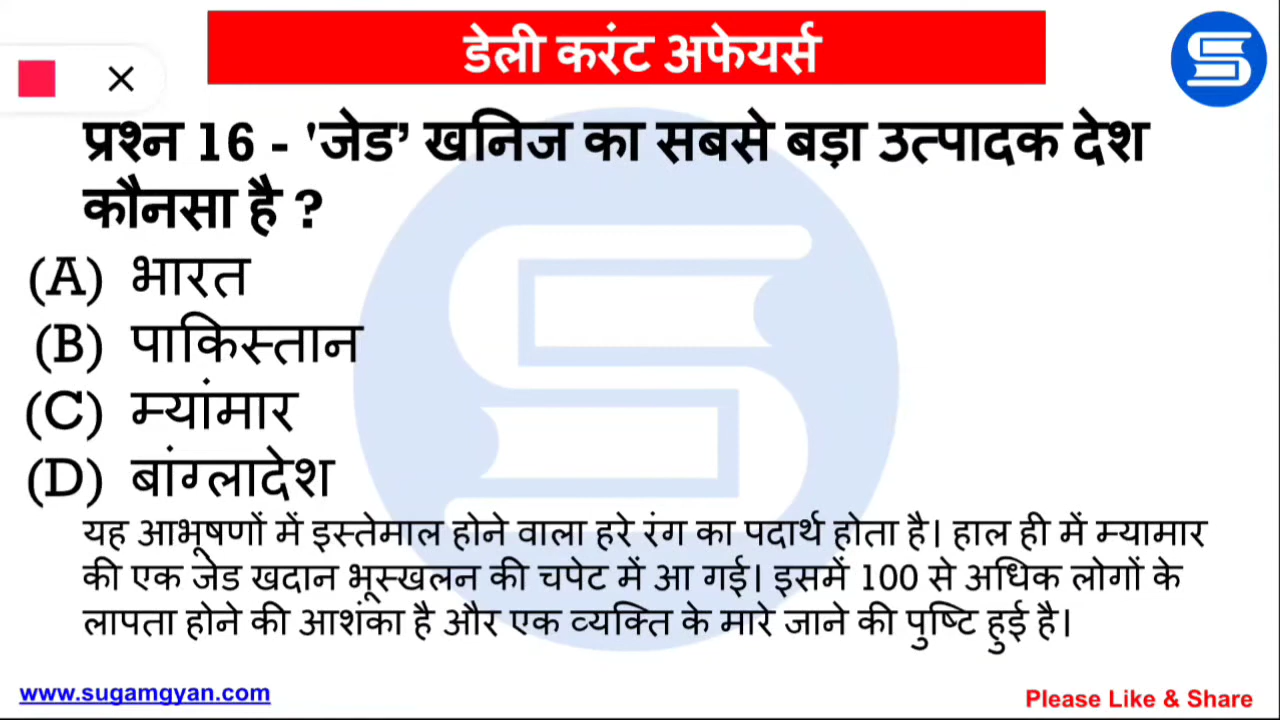 डेली करंट अफेयर्स
प्रश्न 16 - 'जेड’ खनिज का सबसे बड़ा उत्पादक देश
कौनसा है ?
(A) भारत
(B) पाकिस्तान
(C) म्यांमार
(D) बांग्लादेश
यह आभूषणों में इस्तेमाल होने वाला हरे रंग का पदार्थ होता है। हाल ही में म्यामार
की एक जेड खदान भूस्खलन की चपेट में आ गई। इसमें 100 से अधिक लोगों के
लापता होने की आशंका है और एक व्यक्ति के मारे जाने की पुष्टि हुई है।
www.sugamgyan.com
Please Like & Share